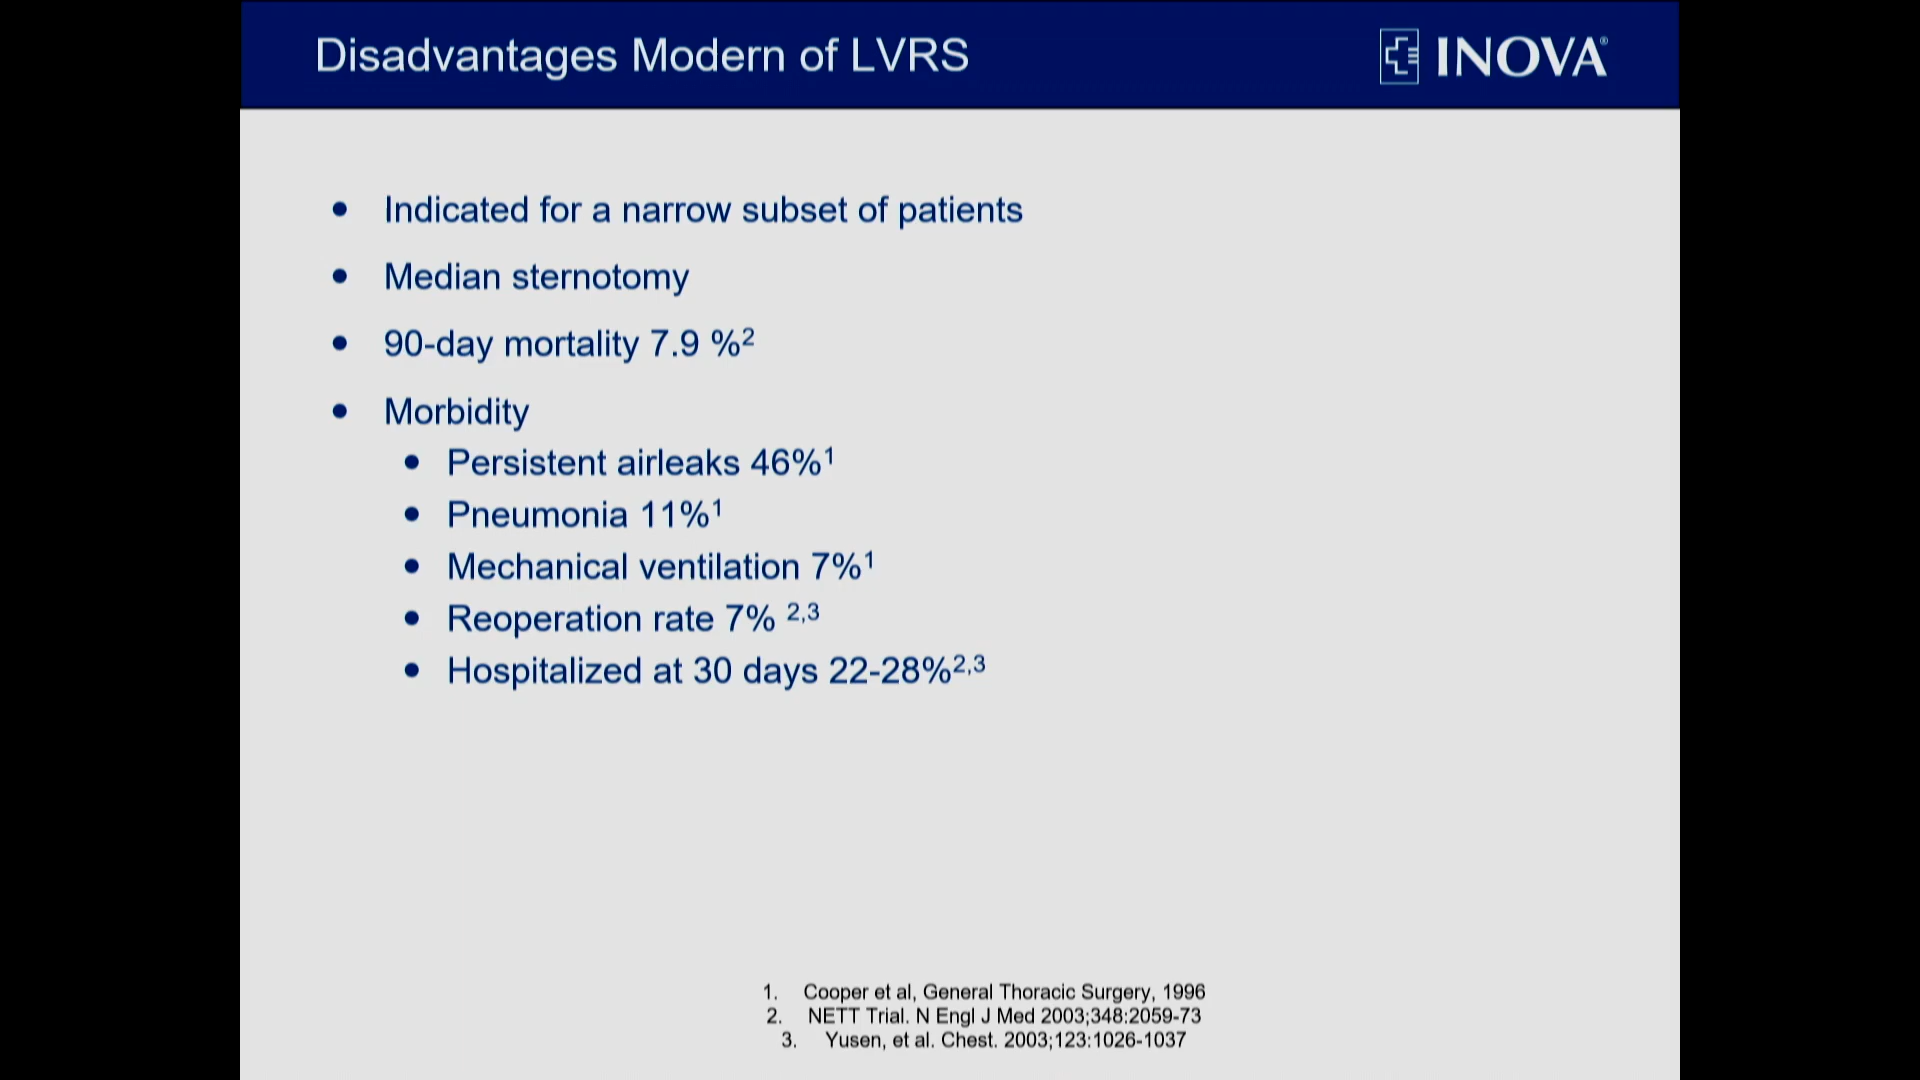 Disadvantages Modern of LVRS
INOVA®
• Indicated for a narrow subset of patients
• Median sternotomy
• 90-day mortality 7.9 %²
• Morbidity
• Persistent airleaks 46%¹
• Pneumonia 11%¹
• Mechanical ventilation 7%¹
• Reoperation rate 7% ²,³
• Hospitalized at 30 days 22-28%²,³
1. Cooper et al, General Thoracic Surgery, 1996
2. NETT Trial. N Engl J Med 2003;348:2059-73
3. Yusen, et al. Chest. 2003;123:1026-1037